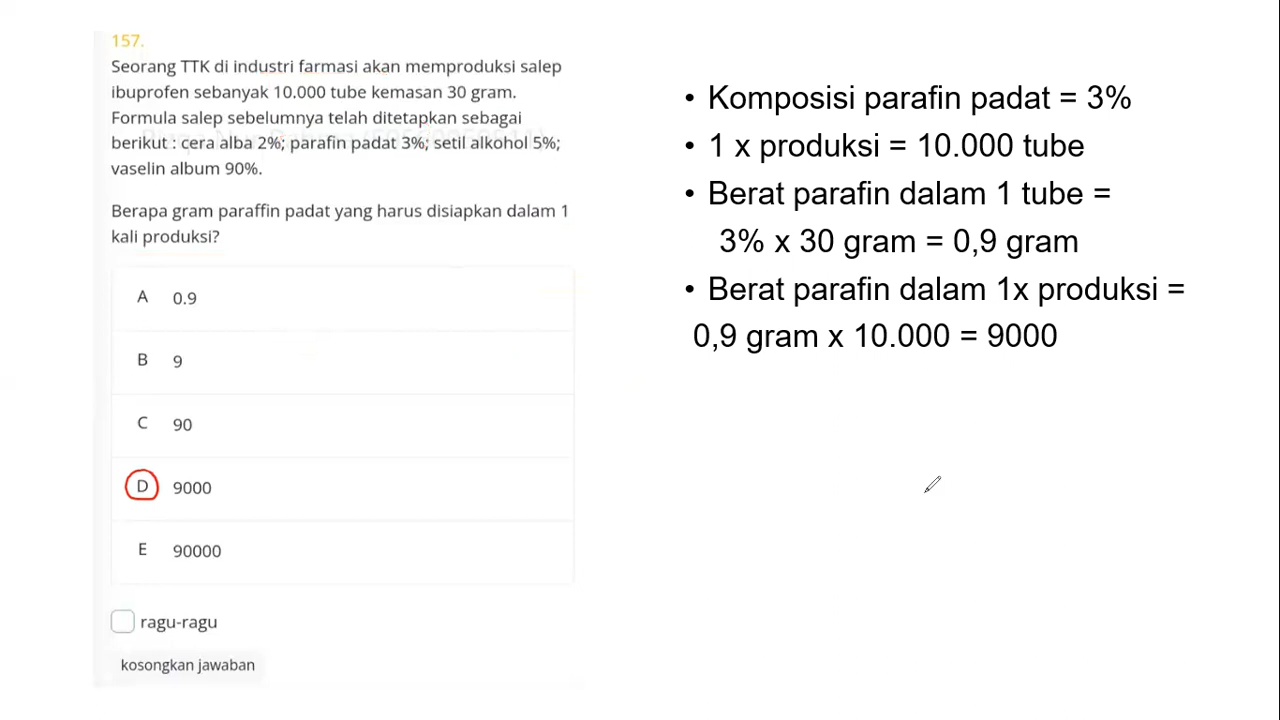 157.
Seorang TTK di industri farmasi akan memproduksi salep
ibuprofen sebanyak 10.000 tube kemasan 30 gram.
Formula salep sebelumnya telah ditetapkan sebagai
berikut : cera alba 2%; parafin padat 3%; setil alkohol 5%;
vaselin album 90%.
Berapa gram paraffin padat yang harus disiapkan dalam 1
kali produksi?
A 0.9
B 9
C 90
D 9000
E 90000
ragu-ragu
kosongkan jawaban
• Komposisi parafin padat = 3%
• 1 x produksi = 10.000 tube
• Berat parafin dalam 1 tube =
3% x 30 gram = 0,9 gram
• Berat parafin dalam 1x produksi =
0,9 gram x 10.000 = 9000